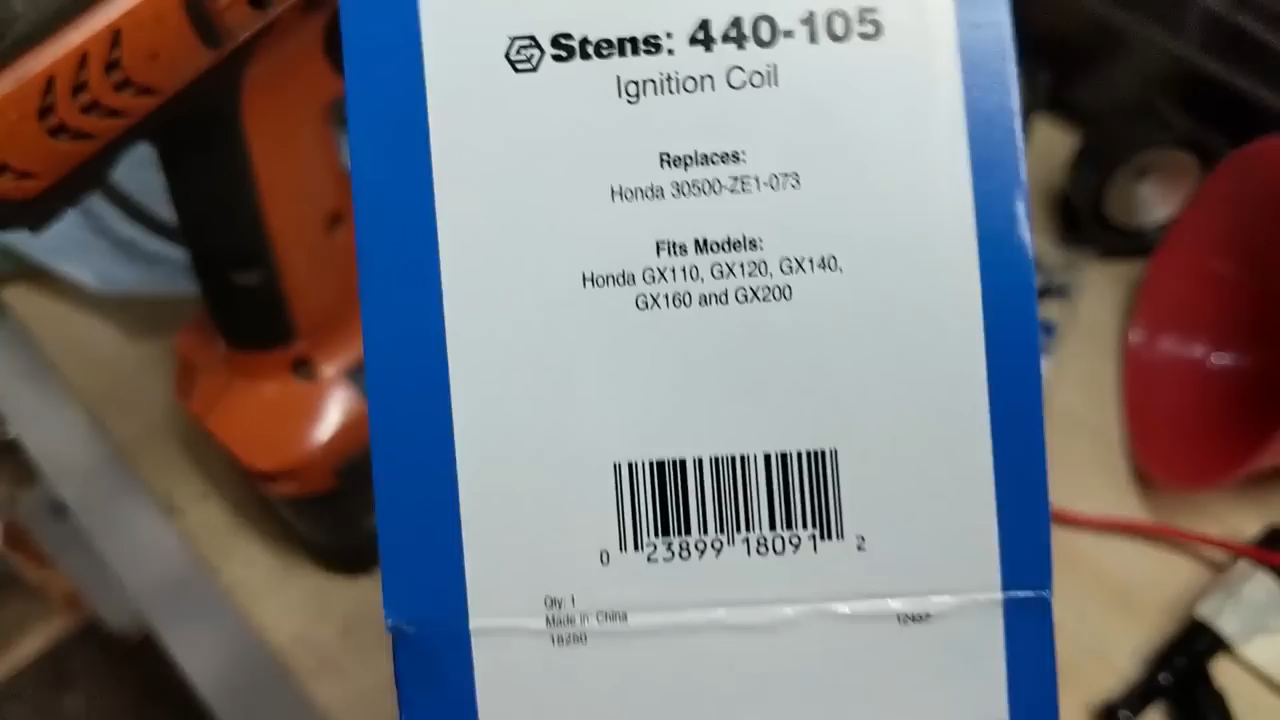 Stens: 440-105
Ignition Coil
Replaces:
Honda 30500-ZE1-073
Fits Models:
Honda GX110, GX120, GX140,
GX160 and GX200
0 23899 18091 2
Qty: 1
Made in: China